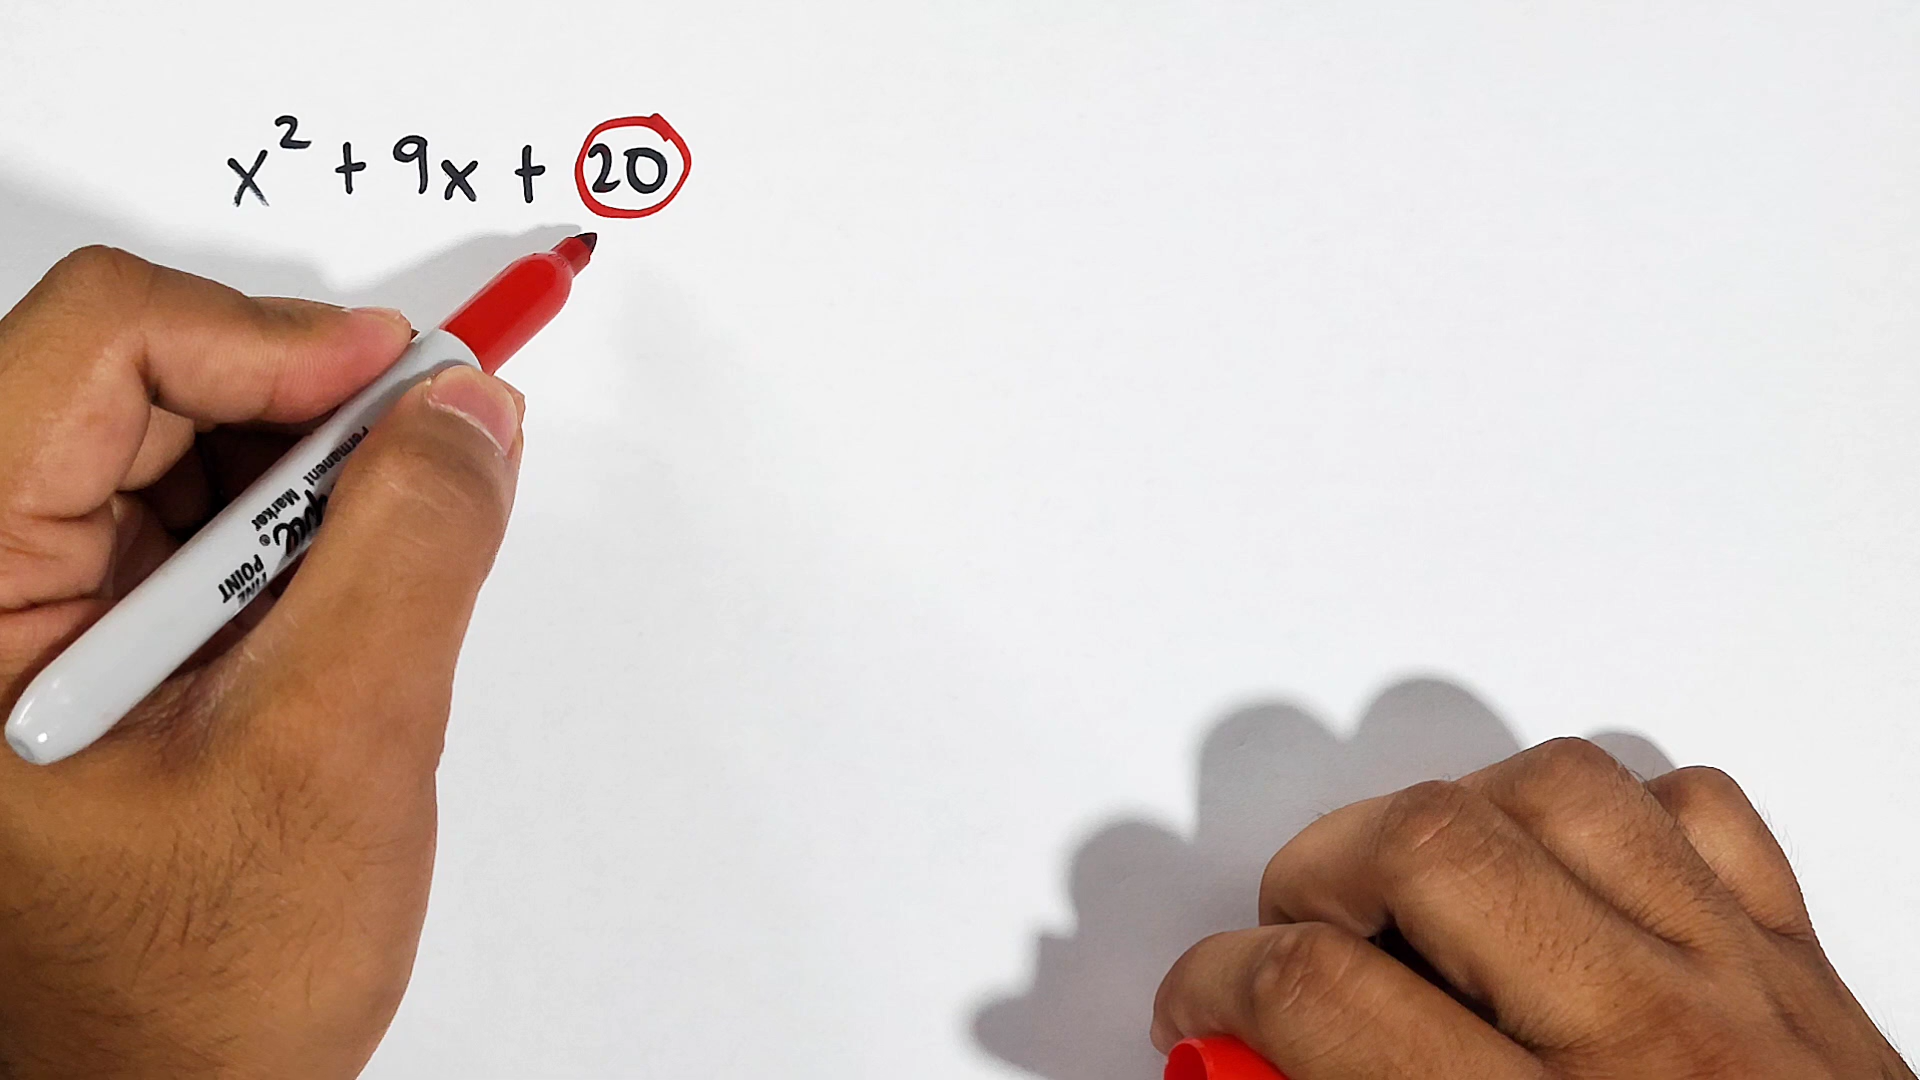 x² + 9x + 20
Permanent
Marker
FINE
POINT